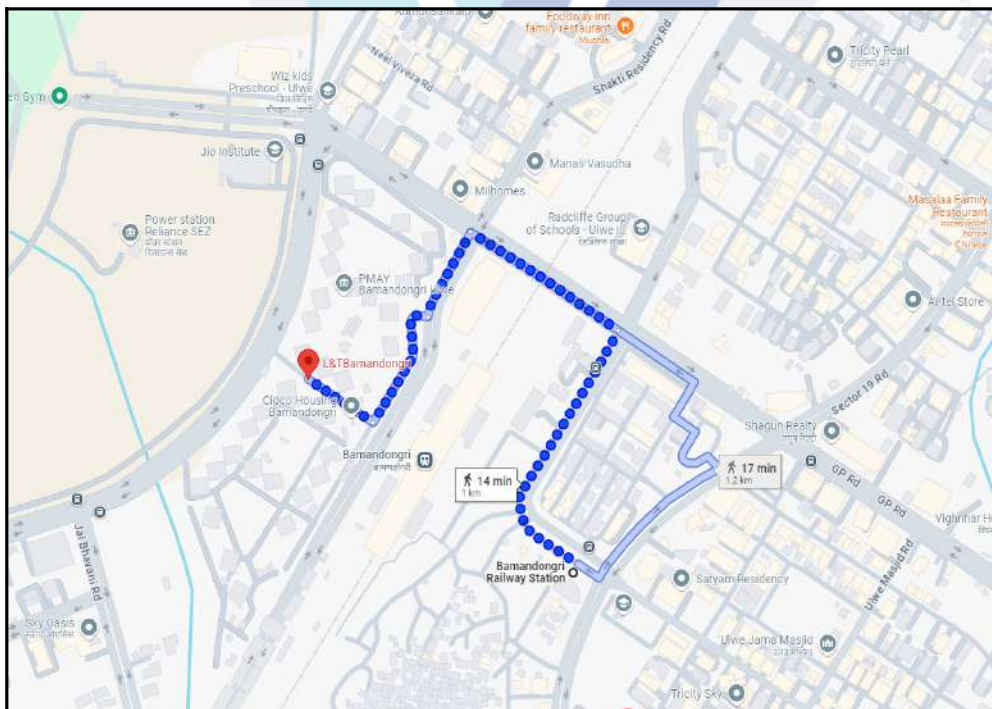 Foodway inn
family restaurant
Neel Viveza Rd
Shakti Residency Rd
Tricity Pearl
Wiz kids
Preschool - Ulwe
en Gym
Jio Institute
Manas Vasudha
Milhomes
Masalaa Family
Restaurant
Chinese
Radcliffe Group
of Schools - Ulwe |
Power station
Reliance SEZ
PMAY
Bamandongri
Airtel Store
L&TBamandongri
Cidco Housing
Bamandongri
Sector 19 Rd
Shagun Realty
Bamandongri
बामणडोंगरी
14 min
1 km
17 min
1.2 km
GP Rd
GP Rd
Jai Bhavani Rd
Bamandongri
Railway Station
Satyam Residency
Ulwe Masjid Rd
Sky Oasis
Ulwe Jama Masjid
Tricity Sky